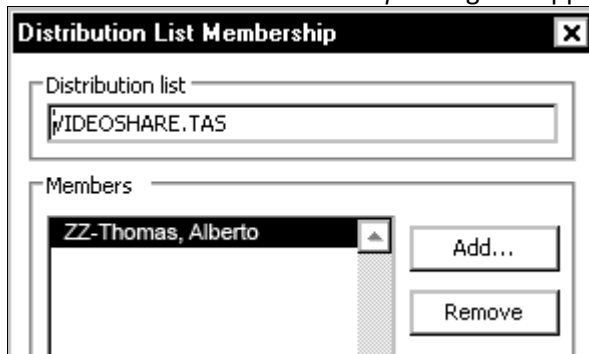 Distribution List Membership
Distribution list
VIDEOSHARE.TAS
Members
ZZ-Thomas, Alberto
Add...
Remove